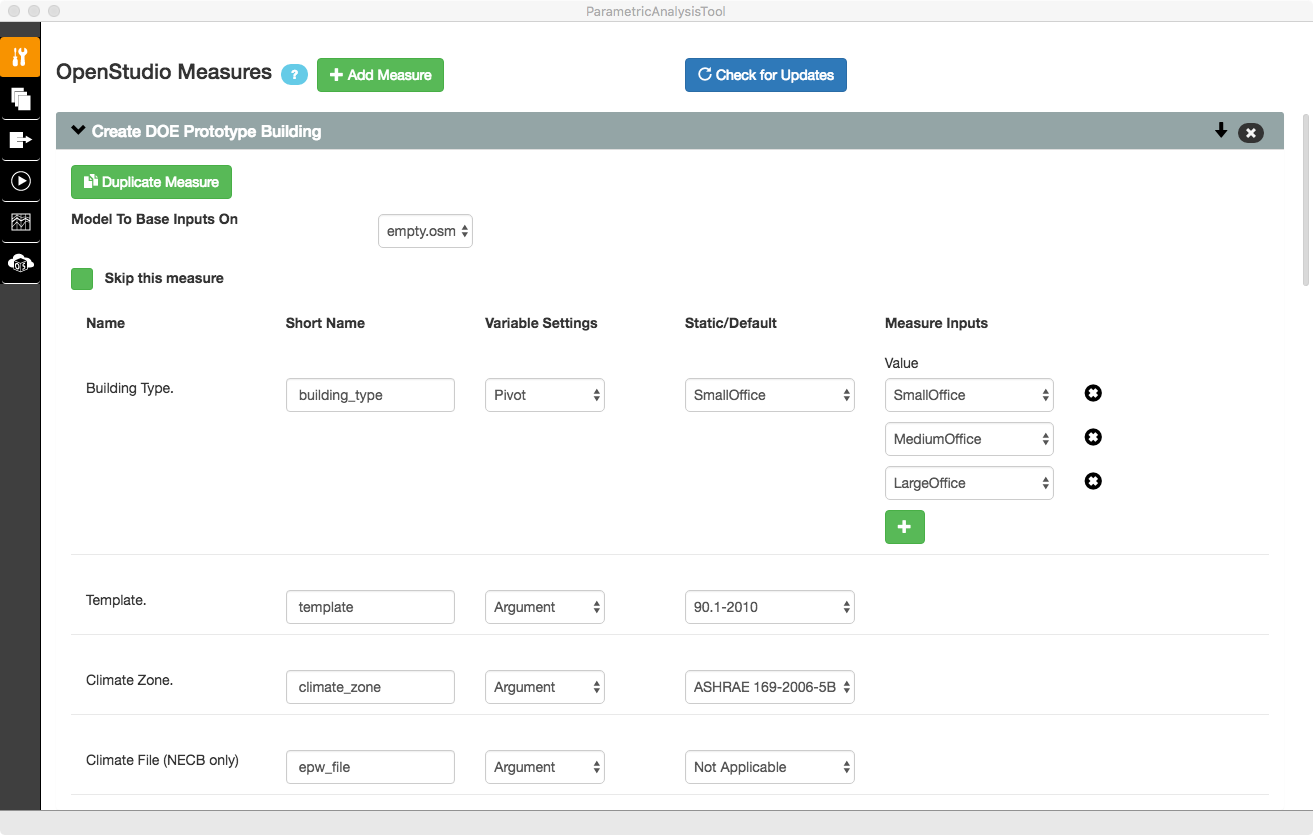 ParametricAnalysisTool
OpenStudio Measures ? Add Measure Check for Updates
Create DOE Prototype Building
Duplicate Measure
Model To Base Inputs On
empty.osm
Skip this measure
Name Short Name Variable Settings Static/Default Measure Inputs
Value
Building Type. building_type Pivot SmallOffice SmallOffice
MediumOffice
LargeOffice
Template. template Argument 90.1-2010
Climate Zone. climate_zone Argument ASHRAE 169-2006-5B
Climate File (NECB only) epw_file Argument Not Applicable